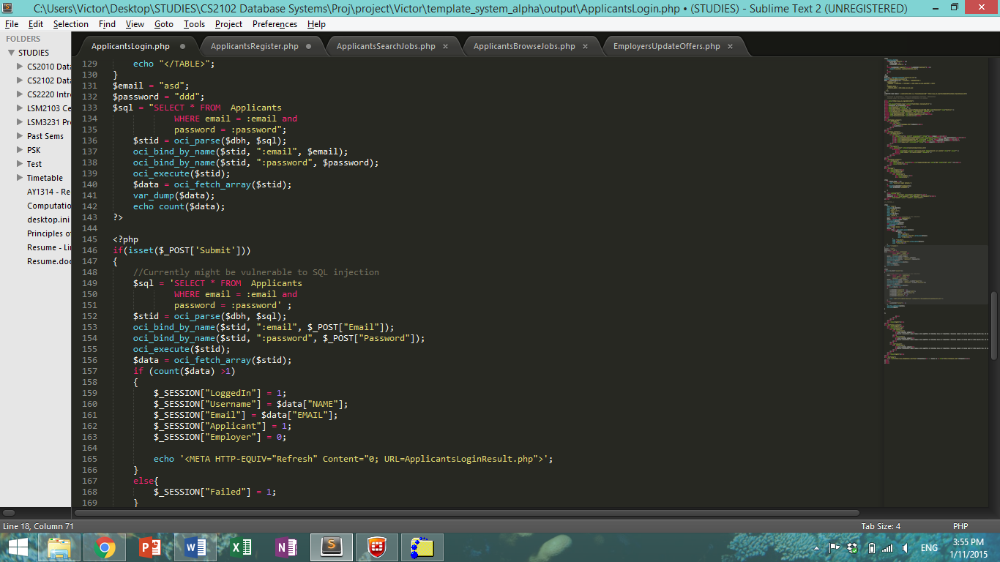 C:\Users\Victor\Desktop\STUDIES\CS2102 Database Systems\Proj\project\Victor\template_system_alpha\output\ApplicantsLogin.php • (STUDIES) - Sublime Text 2 (UNREGISTERED)
File Edit Selection Find View Goto Tools Project Preferences Help
FOLDERS
STUDIES
CS2010 Data
CS2102 Data
CS2220 Intr
LSM2103 Ce
LSM3231 Pr
Past Sems
PSK
Test
Timetable
AY1314 - Re
Computatio
desktop.ini
Principles o
Resume - Li
Resume.doc
ApplicantsLogin.php ApplicantsRegister.php ApplicantsSearchJobs.php ApplicantsBrowseJobs.php EmployersUpdateOffers.php
129 echo "</TABLE>";
130 }
131 $email = "asd";
132 $password = "ddd";
133 $sql = "SELECT * FROM  Applicants
134 WHERE email = :email and
135 password = :password";
136 $stid = oci_parse($dbh, $sql);
137 oci_bind_by_name($stid, ":email", $email);
138 oci_bind_by_name($stid, ":password", $password);
139 oci_execute($stid);
140 $data = oci_fetch_array($stid);
141 var_dump($data);
142 echo count($data);
143 ?>
144
145 <?php
146 if(isset($_POST['Submit']))
147 {
148 //Currently might be vulnerable to SQL injection
149 $sql = 'SELECT * FROM  Applicants
150 WHERE email = :email and
151 password = :password' ;
152 $stid = oci_parse($dbh, $sql);
153 oci_bind_by_name($stid, ":email", $_POST["Email"]);
154 oci_bind_by_name($stid, ":password", $_POST["Password"]);
155 oci_execute($stid);
156 $data = oci_fetch_array($stid);
157 if (count($data) >1)
158 {
159 $_SESSION["LoggedIn"] = 1;
160 $_SESSION["Username"] = $data["NAME"];
161 $_SESSION["Email"] = $data["EMAIL"];
162 $_SESSION["Applicant"] = 1;
163 $_SESSION["Employer"] = 0;
164
165 echo '<META HTTP-EQUIV="Refresh" Content="0; URL=ApplicantsLoginResult.php">';
166 }
167 else{
168 $_SESSION["Failed"] = 1;
169 }
Line 18, Column 71 Tab Size: 4 PHP
ENG
3:55 PM
1/11/2015